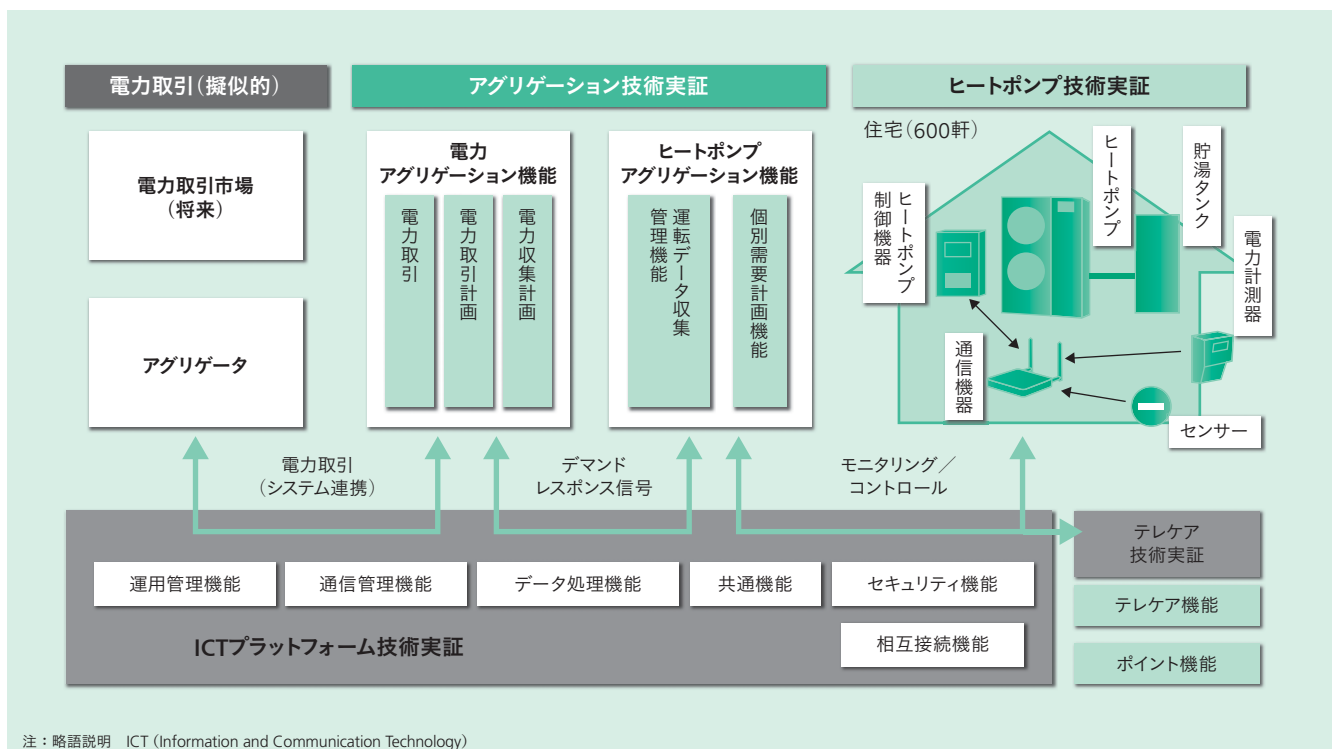 電力取引（擬似的）
電力取引市場
（将来）
アグリゲータ
アグリゲーション技術実証
電力
アグリゲーション機能
電力取引
電力取引計画
電力収集計画
ヒートポンプ
アグリゲーション機能
運転データ収集
管理機能
個別需要計画機能
ヒートポンプ技術実証
住宅（600軒）
ヒートポンプ
制御機器
ヒートポンプ
貯湯タンク
電力計測器
通信機器
センサー
電力取引
（システム連携）
デマンド
レスポンス信号
モニタリング／
コントロール
運用管理機能
通信管理機能
データ処理機能
共通機能
セキュリティ機能
ICTプラットフォーム技術実証
相互接続機能
テレケア
技術実証
テレケア機能
ポイント機能
注：略語説明　ICT（Information and Communication Technology）